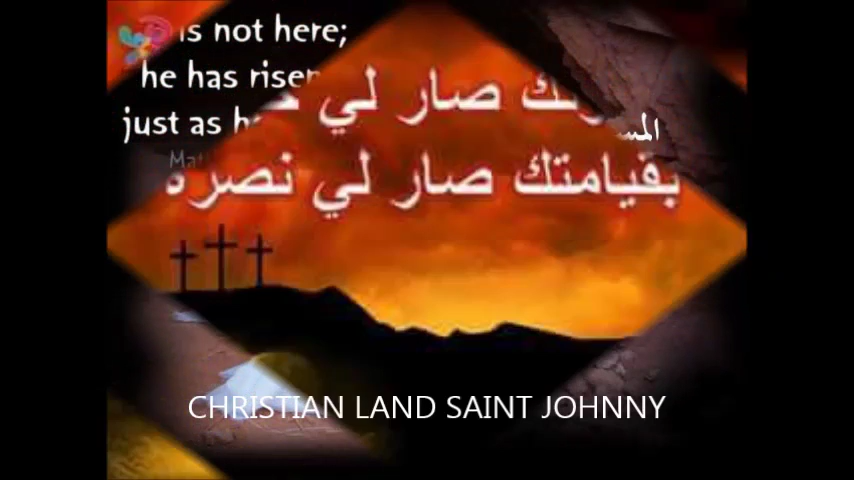 is not here;
he has risen
just as
صار لي
بقيامتك صار لي نصره
CHRISTIAN LAND SAINT JOHNNY